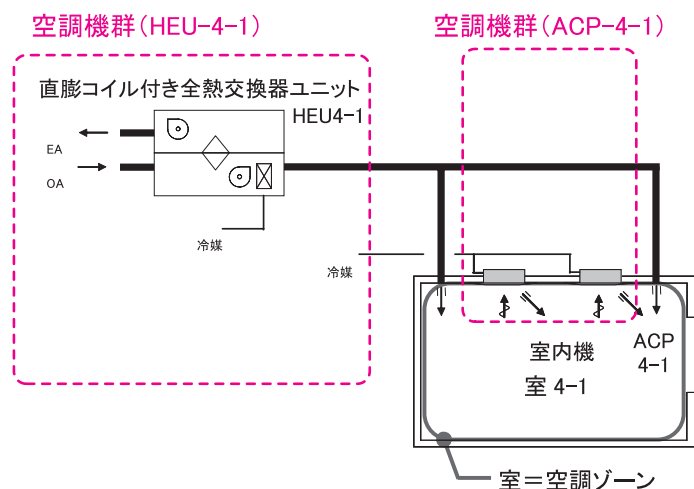 空調機群（HEU-4-1）
空調機群（ACP-4-1）
直膨コイル付き全熱交換器ユニット
HEU4-1
EA
OA
冷媒
冷媒
室内機
ACP
4-1
室 4-1
室＝空調ゾーン